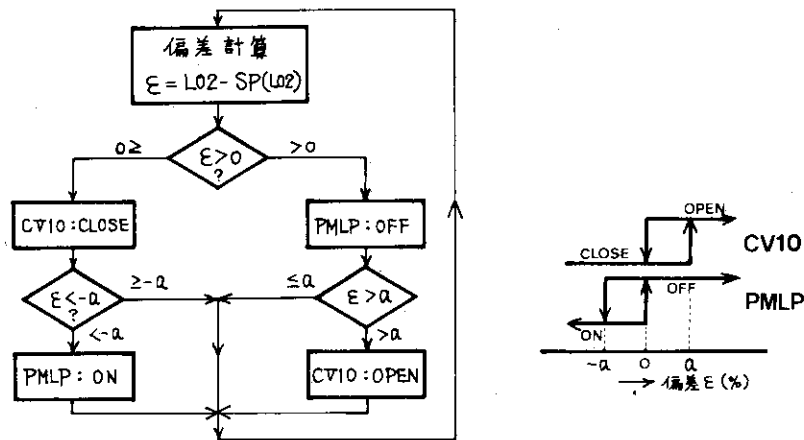 偏差計算
ε=L02-SP(L02)
ε>0
?
0≥
>0
CV10:CLOSE
PMLP:OFF
ε<-a
?
≥-a
≤a
ε>a
<-a
>a
PMLP:ON
CV10:OPEN
OPEN
CLOSE
CV10
OFF
PMLP
ON
-a
0
a
→偏差ε(%)